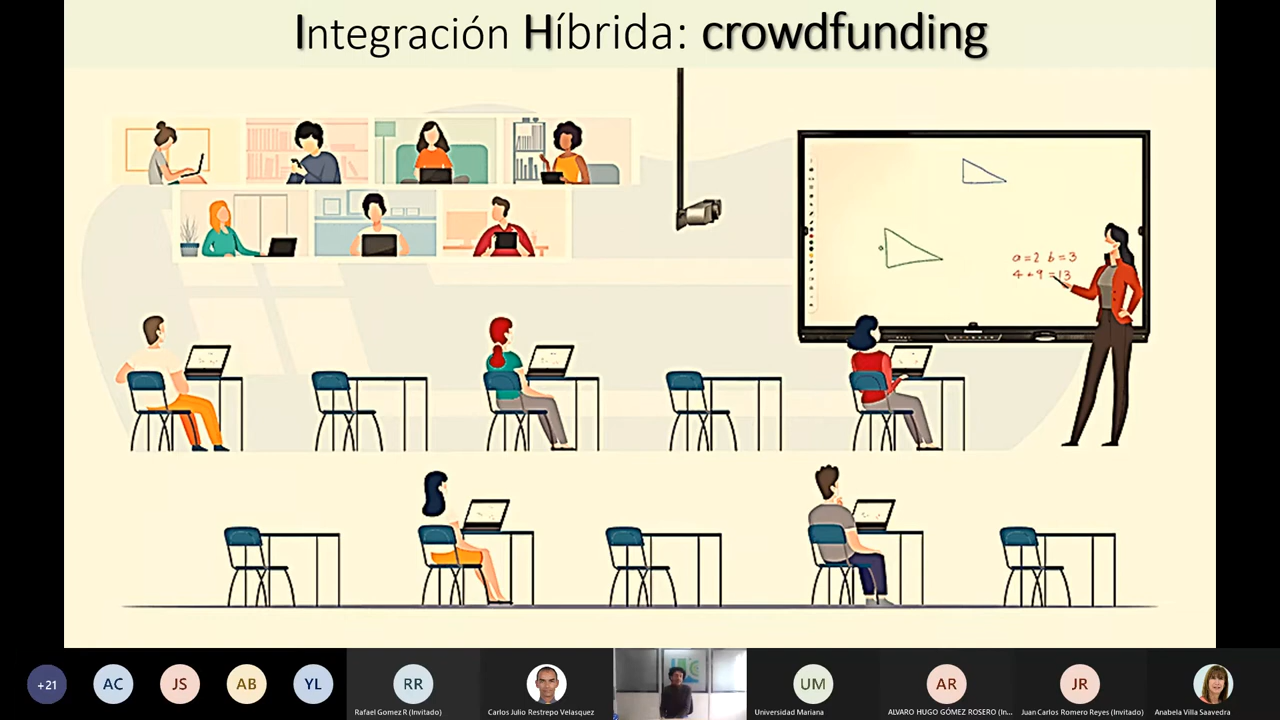 Integración Híbrida: crowdfunding
a=2 b=3
4+9=13
+21
AC
JS
AB
YL
RR
UM
AR
JR
Rafael Gomez R (Invitado)
Carlos Julio Restrepo Velasquez
Universidad Mariana
ALVARO HUGO GÓMEZ ROSERO (In...
Juan Carlos Romero Reyes (Invitado)
Anabela Villa Saavedra